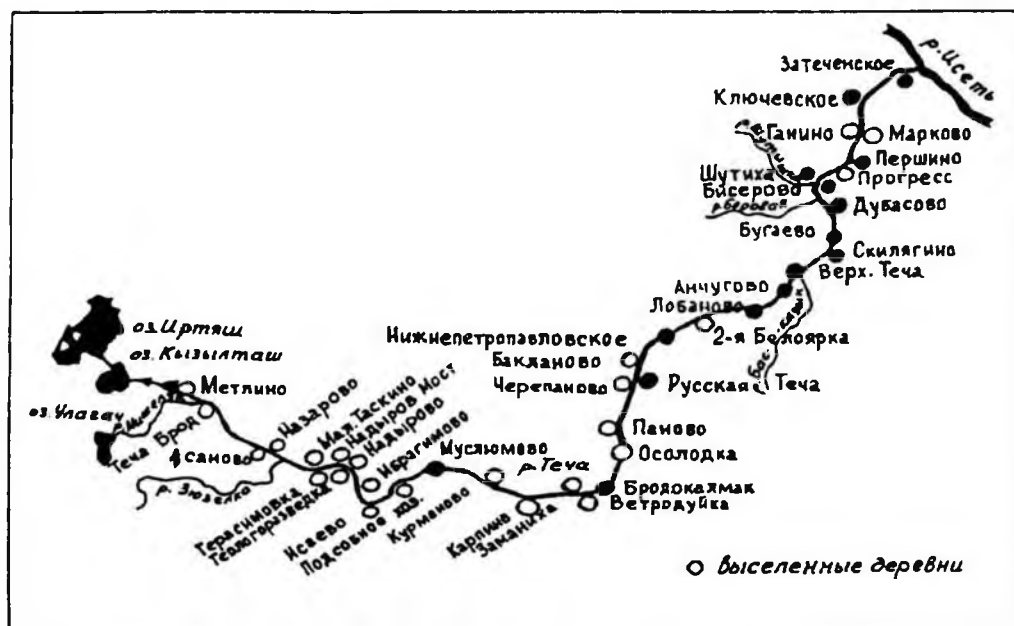 р. Исеть
Затеченское
Ключевское
Ганино
Марково
Першино
Прогресс
Шутиха
Бисерово
Дубасово
Бугаево
Скилягино
Верх. Теча
Анчугово
Лобаново
2-я Белоярка
Нижнепетропавловское
Бакланово
Черепаново
Русская Теча
Паново
Осолодка
Бродокалмак
Ветродуйка
оз. Иртяш
оз. Кызылташ
Метлино
оз. Улагач
Теча Брод
Асаново
Назарово
Мал. Таскино
Надыров Мост
Надырово
Ибрагимово
Муслюмово
р. Теча
р. Зюзелка
Герасимовка
Геологоразведка
Исаево
Подсобное хоз.
Курманово
Карпино
Заманиха
выселенные деревни